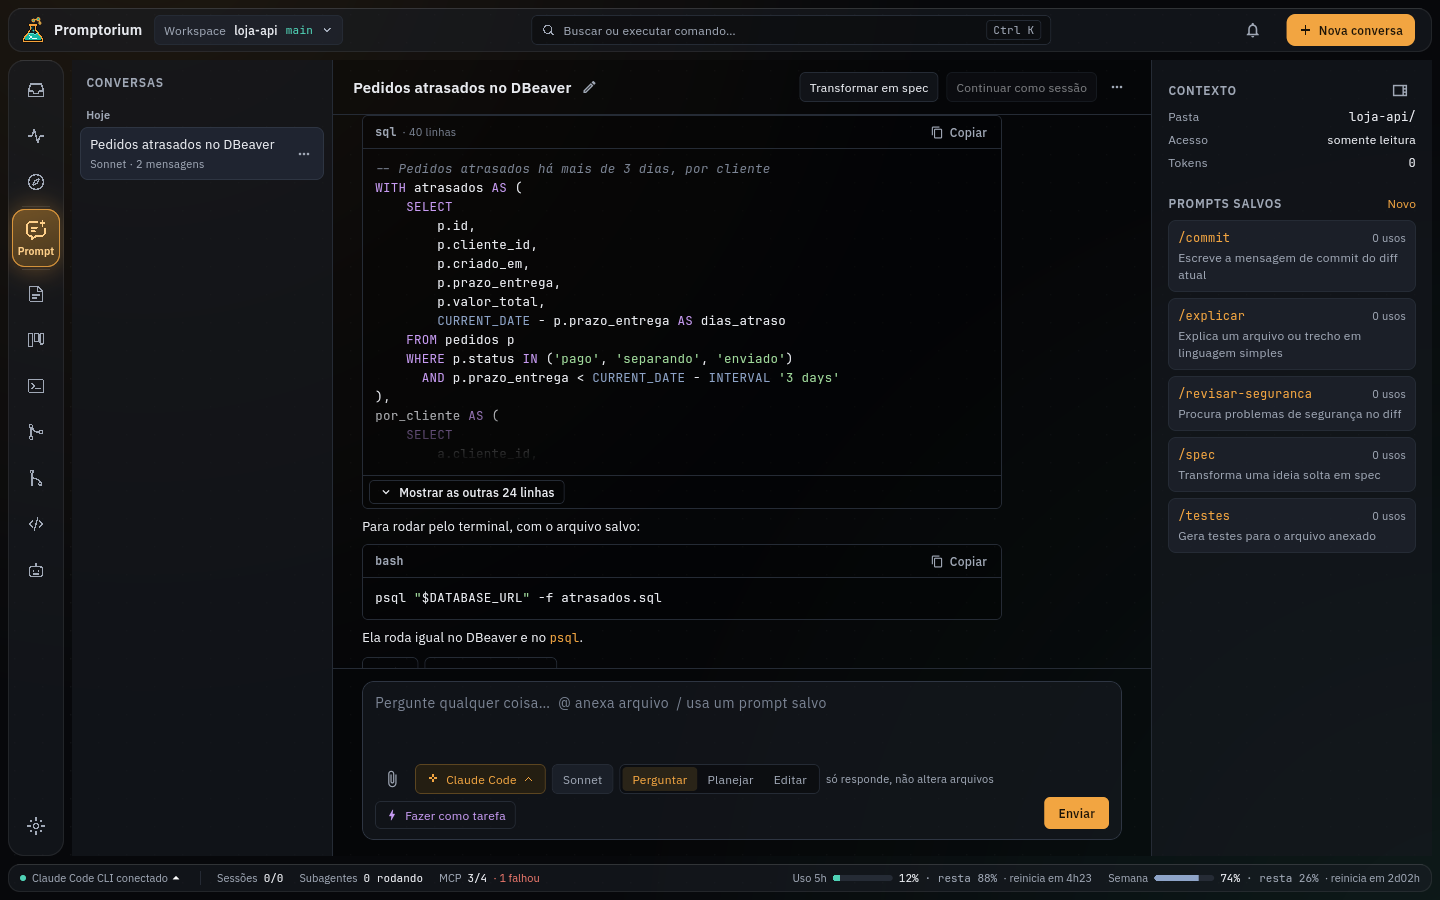 Promptorium
Workspace loja-api main
Buscar ou executar comando...
Ctrl K
Nova conversa
CONVERSAS
Hoje
Pedidos atrasados no DBeaver
Sonnet · 2 mensagens
Prompt
Pedidos atrasados no DBeaver
Transformar em spec
Continuar como sessão
sql · 40 linhas
Copiar
-- Pedidos atrasados há mais de 3 dias, por cliente
WITH atrasados AS (
SELECT
p.id,
p.cliente_id,
p.criado_em,
p.prazo_entrega,
p.valor_total,
CURRENT_DATE - p.prazo_entrega AS dias_atraso
FROM pedidos p
WHERE p.status IN ('pago', 'separando', 'enviado')
AND p.prazo_entrega < CURRENT_DATE - INTERVAL '3 days'
),
por_cliente AS (
SELECT
a.cliente_id,
Mostrar as outras 24 linhas
Para rodar pelo terminal, com o arquivo salvo:
bash
Copiar
psql "$DATABASE_URL" -f atrasados.sql
Ela roda igual no DBeaver e no psql.
Pergunte qualquer coisa... @ anexa arquivo / usa um prompt salvo
Claude Code
Sonnet
Perguntar
Planejar
Editar
só responde, não altera arquivos
Fazer como tarefa
Enviar
CONTEXTO
Pasta loja-api/
Acesso somente leitura
Tokens 0
PROMPTS SALVOS
Novo
/commit 0 usos
Escreve a mensagem de commit do diff
atual
/explicar 0 usos
Explica um arquivo ou trecho em
linguagem simples
/revisar-seguranca 0 usos
Procura problemas de segurança no diff
/spec 0 usos
Transforma uma ideia solta em spec
/testes 0 usos
Gera testes para o arquivo anexado
Claude Code CLI conectado
Sessões 0/0
Subagentes 0 rodando
MCP 3/4 · 1 falhou
Uso 5h 12% · resta 88% · reinicia em 4h23
Semana 74% · resta 26% · reinicia em 2d02h